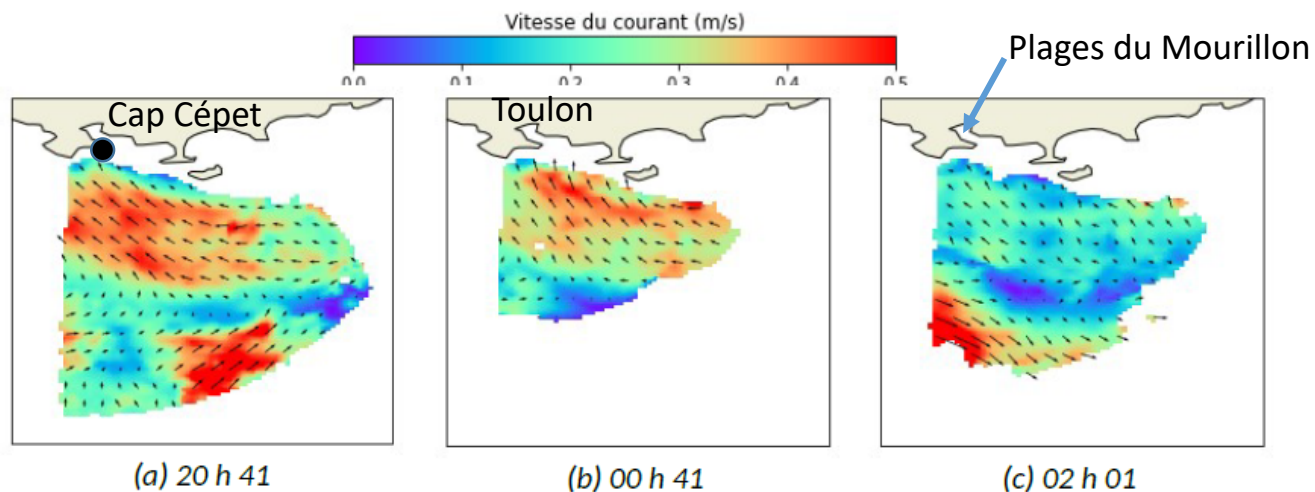 Vitesse du courant (m/s)
0.0 0.1 0.2 0.3 0.4 0.5
Plages du Mourillon
Cap Cépet
Toulon
(a) 20 h 41
(b) 00 h 41
(c) 02 h 01